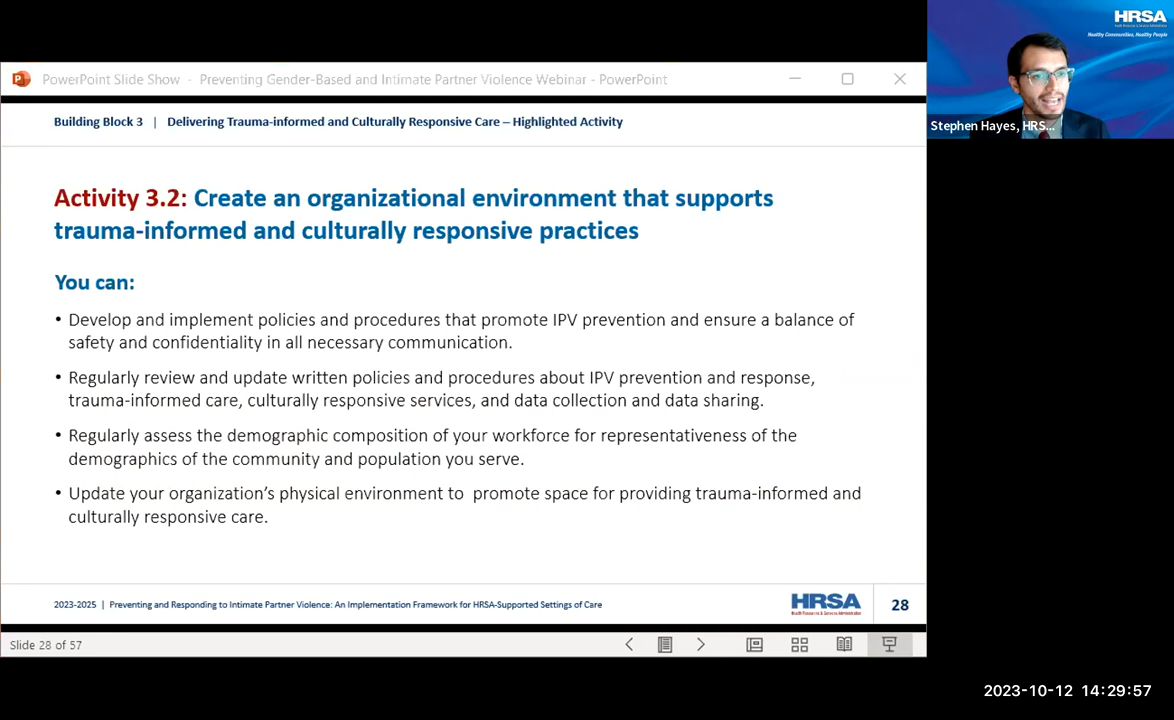 HRSA
Healthy Communities, Healthy People
PowerPoint Slide Show - Preventing Gender-Based and Intimate Partner Violence Webinar - PowerPoint
Stephen Hayes, HRS...
Building Block 3 | Delivering Trauma-informed and Culturally Responsive Care – Highlighted Activity
Activity 3.2: Create an organizational environment that supports
trauma-informed and culturally responsive practices
You can:
• Develop and implement policies and procedures that promote IPV prevention and ensure a balance of
safety and confidentiality in all necessary communication.
• Regularly review and update written policies and procedures about IPV prevention and response,
trauma-informed care, culturally responsive services, and data collection and data sharing.
• Regularly assess the demographic composition of your workforce for representativeness of the
demographics of the community and population you serve.
• Update your organization’s physical environment to promote space for providing trauma-informed and
culturally responsive care.
2023-2025 | Preventing and Responding to Intimate Partner Violence: An Implementation Framework for HRSA-Supported Settings of Care
HRSA
28
Slide 28 of 57
2023-10-12 14:29:57